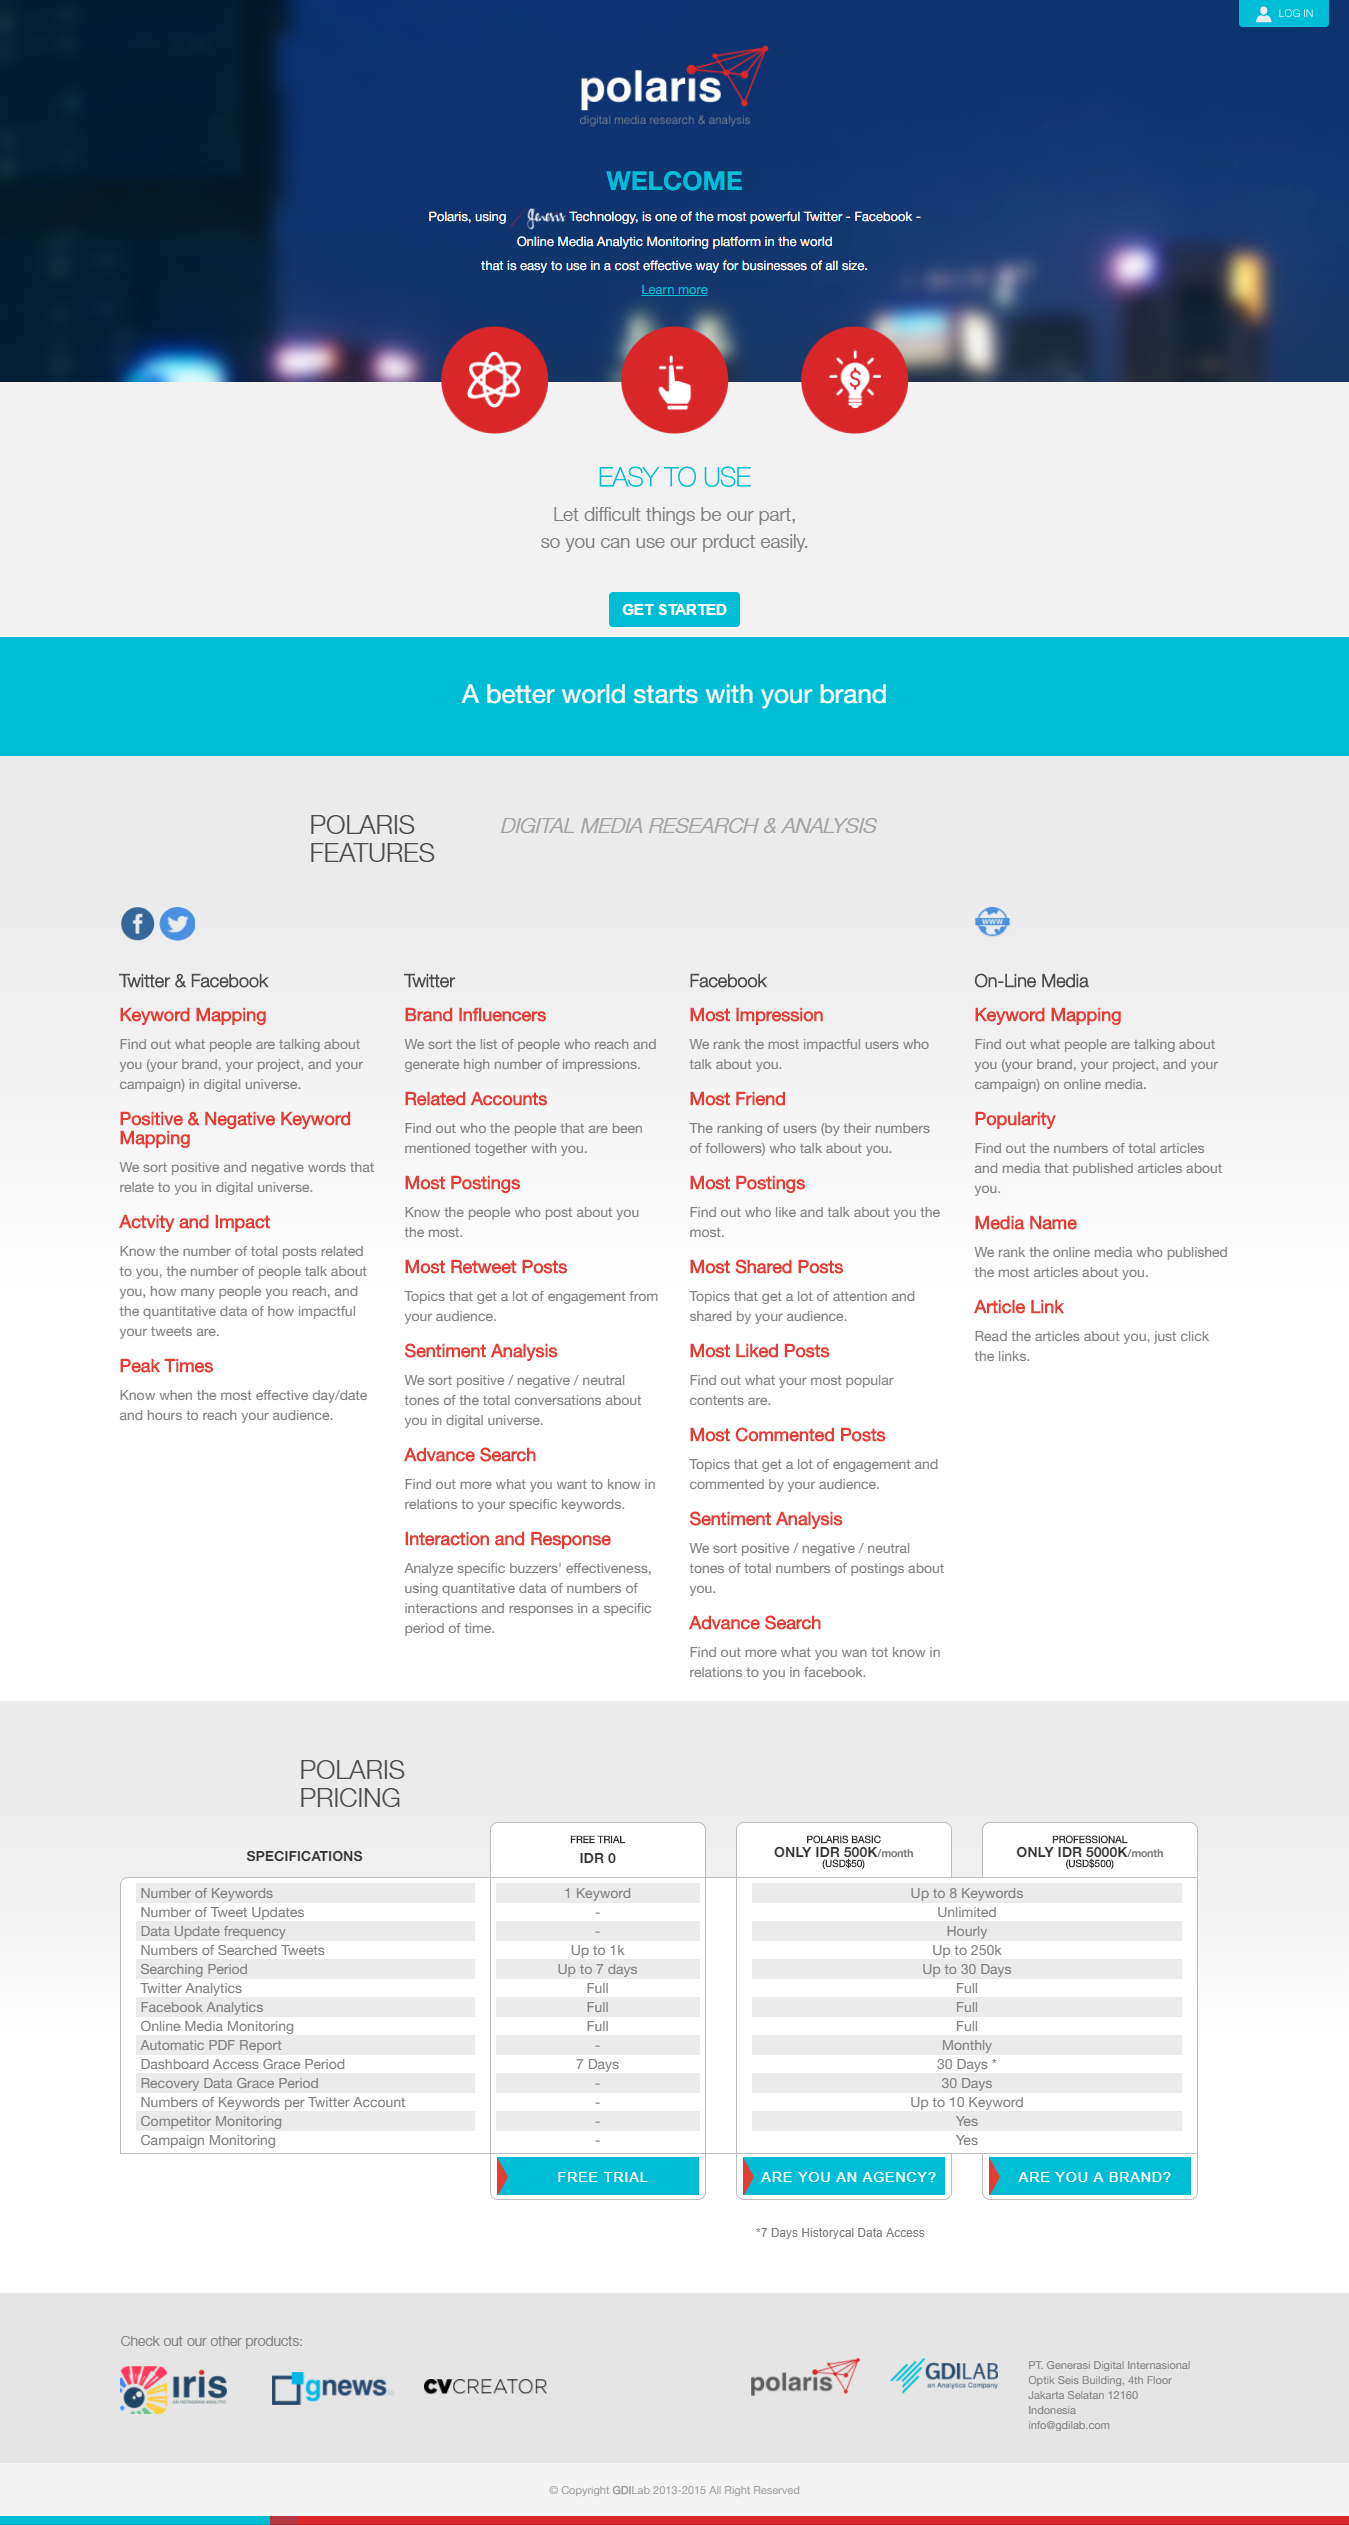 LOG IN
polaris
digital media research & analysis
WELCOME
Polaris, using Genesis Technology, is one of the most powerful Twitter - Facebook -
Online Media Analytic Monitoring platform in the world
that is easy to use in a cost effective way for businesses of all size.
Learn more
EASY TO USE
Let difficult things be our part,
so you can use our prduct easily.
GET STARTED
A better world starts with your brand
POLARIS
FEATURES
DIGITAL MEDIA RESEARCH & ANALYSIS
www
Twitter & Facebook
Keyword Mapping
Find out what people are talking about
you (your brand, your project, and your
campaign) in digital universe.
Positive & Negative Keyword
Mapping
We sort positive and negative words that
relate to you in digital universe.
Actvity and Impact
Know the number of total posts related
to you, the number of people talk about
you, how many people you reach, and
the quantitative data of how impactful
your tweets are.
Peak Times
Know when the most effective day/date
and hours to reach your audience.
Twitter
Brand Influencers
We sort the list of people who reach and
generate high number of impressions.
Related Accounts
Find out who the people that are been
mentioned together with you.
Most Postings
Know the people who post about you
the most.
Most Retweet Posts
Topics that get a lot of engagement from
your audience.
Sentiment Analysis
We sort positive / negative / neutral
tones of the total conversations about
you in digital universe.
Advance Search
Find out more what you want to know in
relations to your specific keywords.
Interaction and Response
Analyze specific buzzers' effectiveness,
using quantitative data of numbers of
interactions and responses in a specific
period of time.
Facebook
Most Impression
We rank the most impactful users who
talk about you.
Most Friend
The ranking of users (by their numbers
of followers) who talk about you.
Most Postings
Find out who like and talk about you the
most.
Most Shared Posts
Topics that get a lot of attention and
shared by your audience.
Most Liked Posts
Find out what your most popular
contents are.
Most Commented Posts
Topics that get a lot of engagement and
commented by your audience.
Sentiment Analysis
We sort positive / negative / neutral
tones of total numbers of postings about
you.
Advance Search
Find out more what you wan tot know in
relations to you in facebook.
On-Line Media
Keyword Mapping
Find out what people are talking about
you (your brand, your project, and your
campaign) on online media.
Popularity
Find out the numbers of total articles
and media that published articles about
you.
Media Name
We rank the online media who published
the most articles about you.
Article Link
Read the articles about you, just click
the links.
POLARIS
PRICING
SPECIFICATIONS
FREE TRIAL
IDR 0
POLARIS BASIC
ONLY IDR 500K/month
(USD$50)
PROFESSIONAL
ONLY IDR 5000K/month
(USD$500)
Number of Keywords 1 Keyword Up to 8 Keywords
Number of Tweet Updates - Unlimited
Data Update frequency - Hourly
Numbers of Searched Tweets Up to 1k Up to 250k
Searching Period Up to 7 days Up to 30 Days
Twitter Analytics Full Full
Facebook Analytics Full Full
Online Media Monitoring Full Full
Automatic PDF Report - Monthly
Dashboard Access Grace Period 7 Days 30 Days *
Recovery Data Grace Period - 30 Days
Numbers of Keywords per Twitter Account - Up to 10 Keyword
Competitor Monitoring - Yes
Campaign Monitoring - Yes
FREE TRIAL
ARE YOU AN AGENCY?
ARE YOU A BRAND?
*7 Days Historycal Data Access
Check out our other products:
iris
AN INSTAGRAM ANALYTIC
gnews
CVCREATOR
polaris
GDILAB
an Analytics Company
PT. Generasi Digital Internasional
Optik Seis Building, 4th Floor
Jakarta Selatan 12160
Indonesia
info@gdilab.com
© Copyright GDILab 2013-2015 All Right Reserved